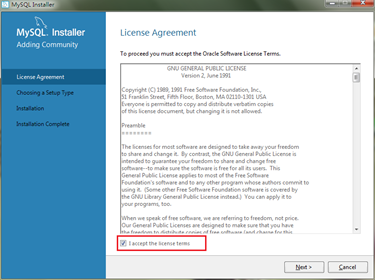 MySQL Installer
MySQL. Installer
Adding Community
License Agreement
Choosing a Setup Type
Installation
Installation Complete
License Agreement
To proceed you must accept the Oracle Software License Terms.
GNU GENERAL PUBLIC LICENSE
Version 2, June 1991
Copyright (C) 1989, 1991 Free Software Foundation, Inc.,
51 Franklin Street, Fifth Floor, Boston, MA 02110-1301 USA
Everyone is permitted to copy and distribute verbatim copies
of this license document, but changing it is not allowed.
Preamble
========
The licenses for most software are designed to take away your freedom
to share and change it. By contrast, the GNU General Public License is
intended to guarantee your freedom to share and change free
software--to make sure the software is free for all its users. This
General Public License applies to most of the Free Software
Foundation's software and to any other program whose authors commit to
using it. (Some other Free Software Foundation software is covered by
the GNU Library General Public License instead.) You can apply it to
your programs, too.
When we speak of free software, we are referring to freedom, not price.
Our General Public Licenses are designed to make sure that you have
the freedom to distribute copies of free software (and charge for this
I accept the license terms
Next >
Cancel